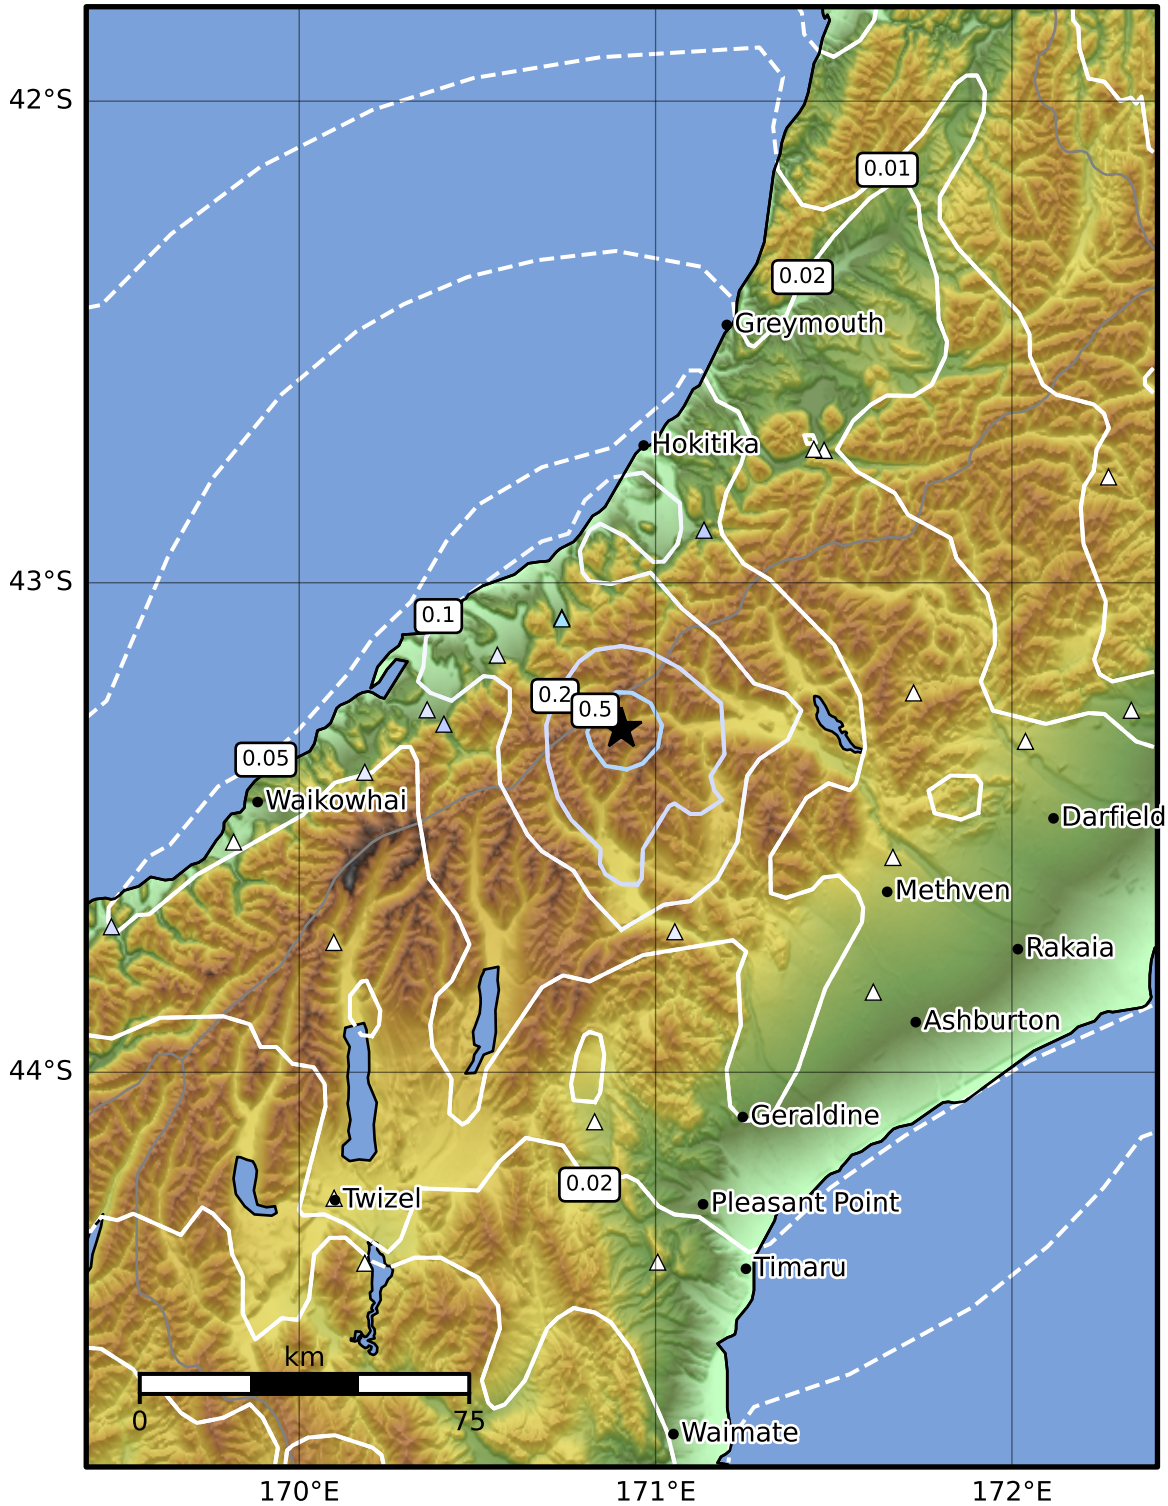 42°S
0.01
0.02
Greymouth
Hokitika
43°S
0.1
0.2
0.5
0.05
Waikowhai
Darfield
Methven
Rakaia
Ashburton
44°S
Geraldine
0.02
Twizel
Pleasant Point
Timaru
km
0 75
Waimate
170°E 171°E 172°E